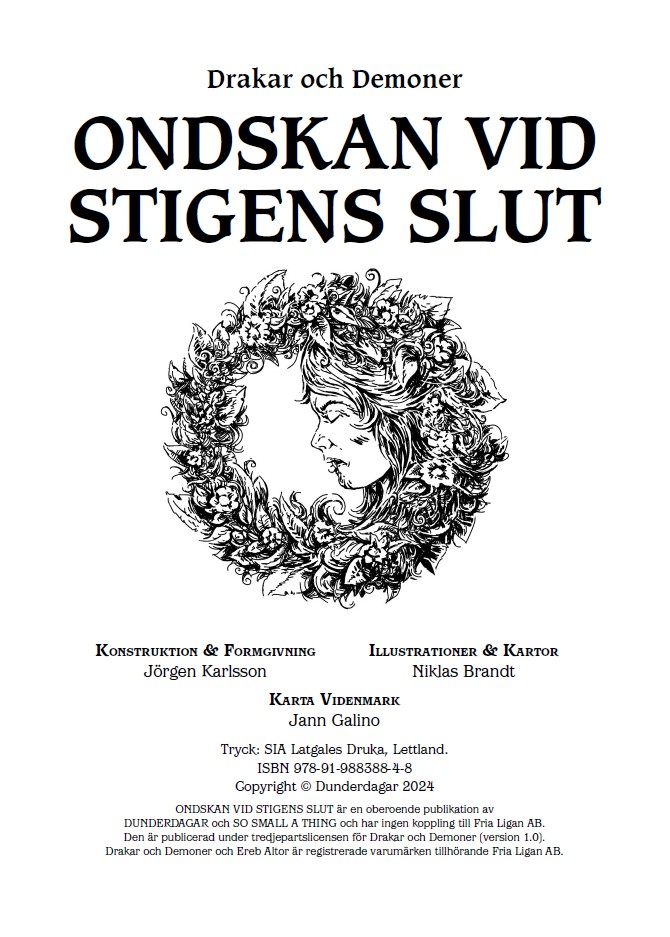 Drakar och Demoner
ONDSKAN VID
STIGENS SLUT
Konstruktion & Formgivning
Jörgen Karlsson
Illustrationer & Kartor
Niklas Brandt
Karta Videnmark
Jann Galino
Tryck: SIA Latgales Druka, Lettland.
ISBN 978-91-988388-4-8
Copyright © Dunderdagar 2024
ONDSKAN VID STIGENS SLUT är en oberoende publikation av
DUNDERDAGAR och SO SMALL A THING och har ingen koppling till Fria Ligan AB.
Den är publicerad under tredjepartslicensen för Drakar och Demoner (version 1.0).
Drakar och Demoner och Ereb Altor är registrerade varumärken tillhörande Fria Ligan AB.